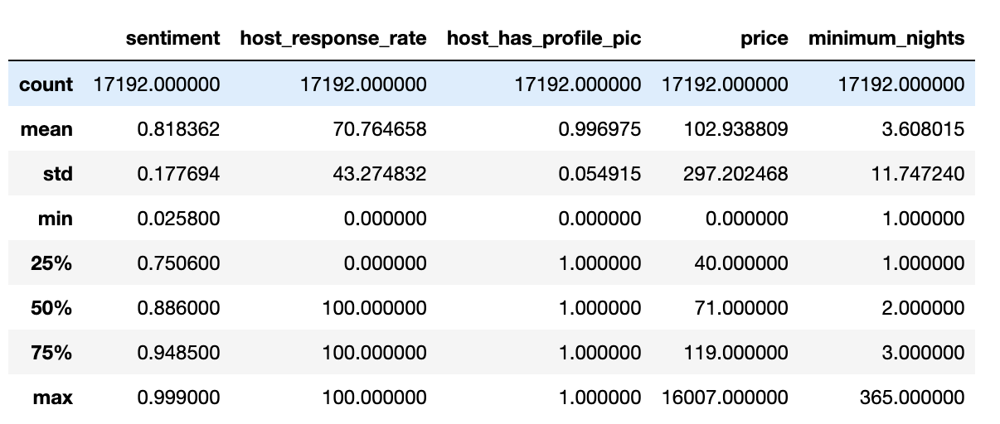 sentiment host_response_rate host_has_profile_pic price minimum_nights
count 17192.000000 17192.000000 17192.000000 17192.000000 17192.000000
mean 0.818362 70.764658 0.996975 102.938809 3.608015
std 0.177694 43.274832 0.054915 297.202468 11.747240
min 0.025800 0.000000 0.000000 0.000000 1.000000
25% 0.750600 0.000000 1.000000 40.000000 1.000000
50% 0.886000 100.000000 1.000000 71.000000 2.000000
75% 0.948500 100.000000 1.000000 119.000000 3.000000
max 0.999000 100.000000 1.000000 16007.000000 365.000000